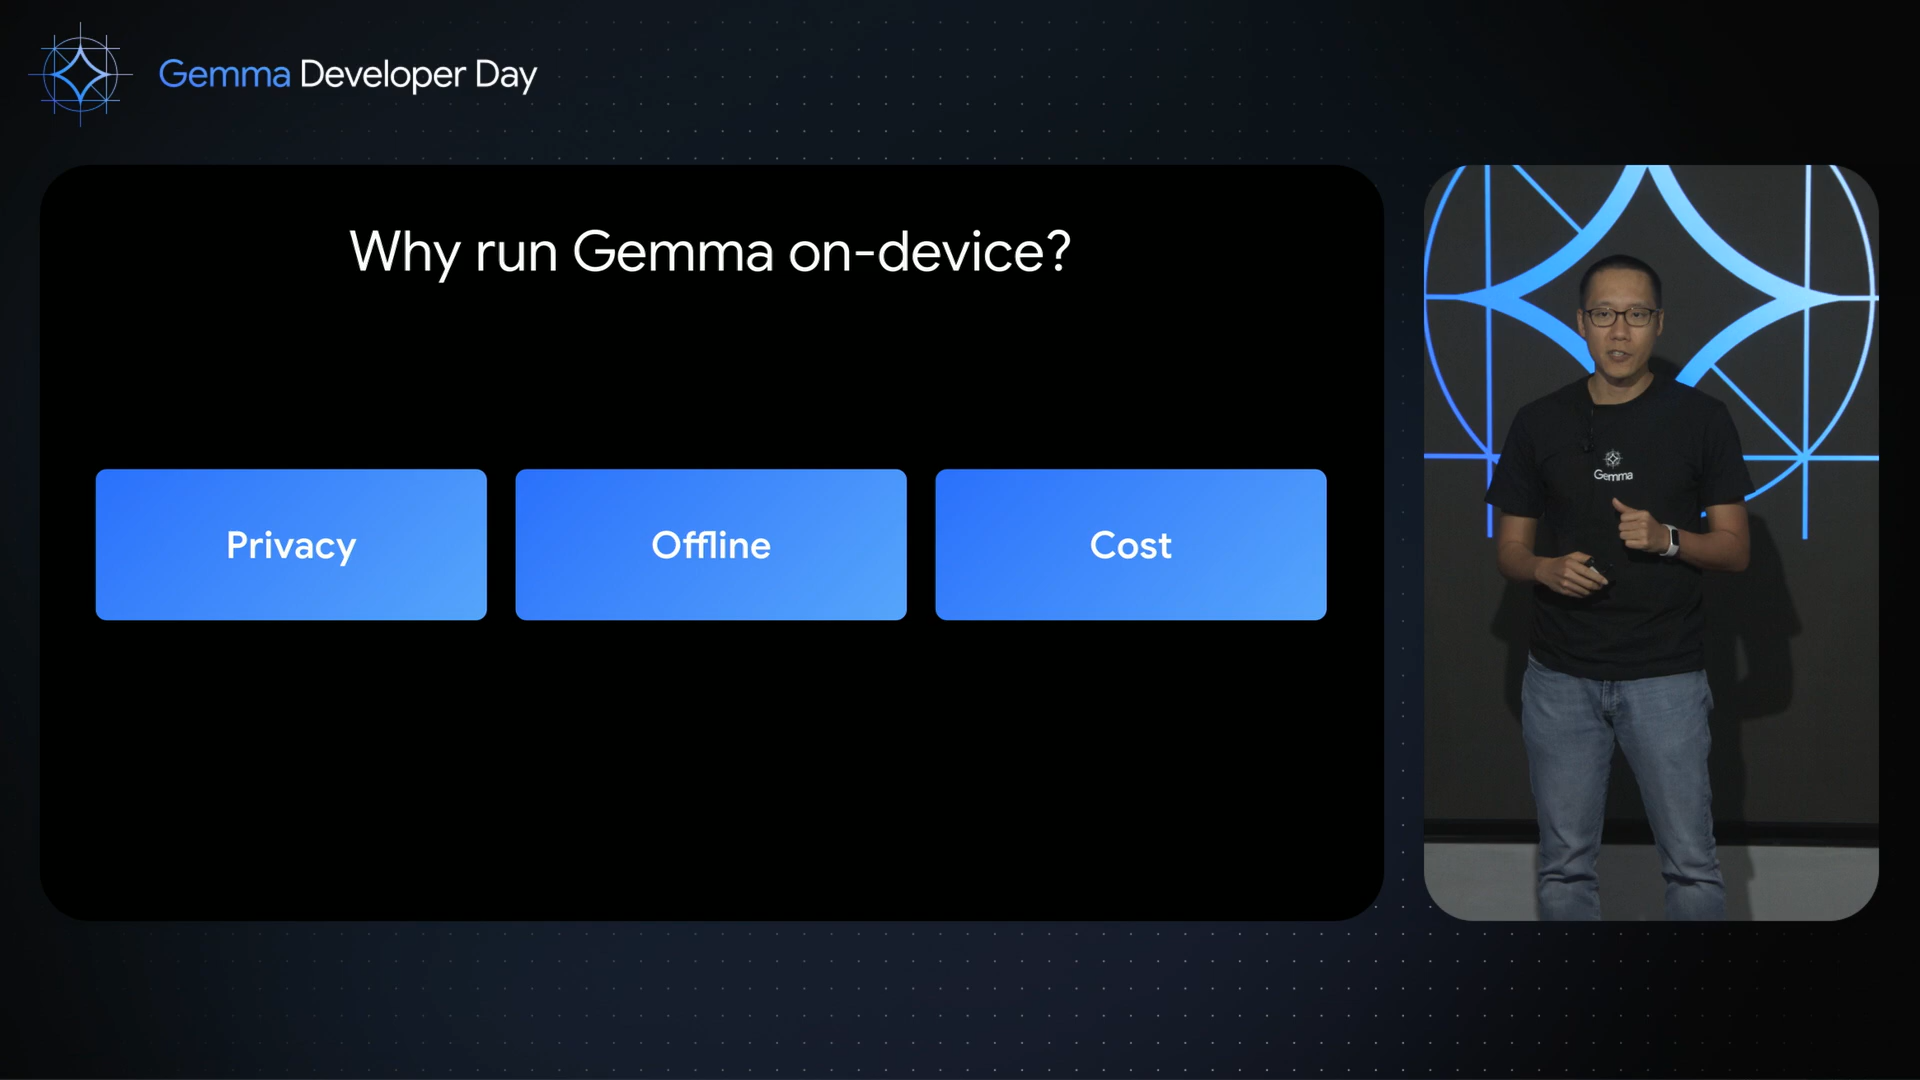 Gemma Developer Day
Why run Gemma on-device?
Privacy
Offline
Cost
Gemma